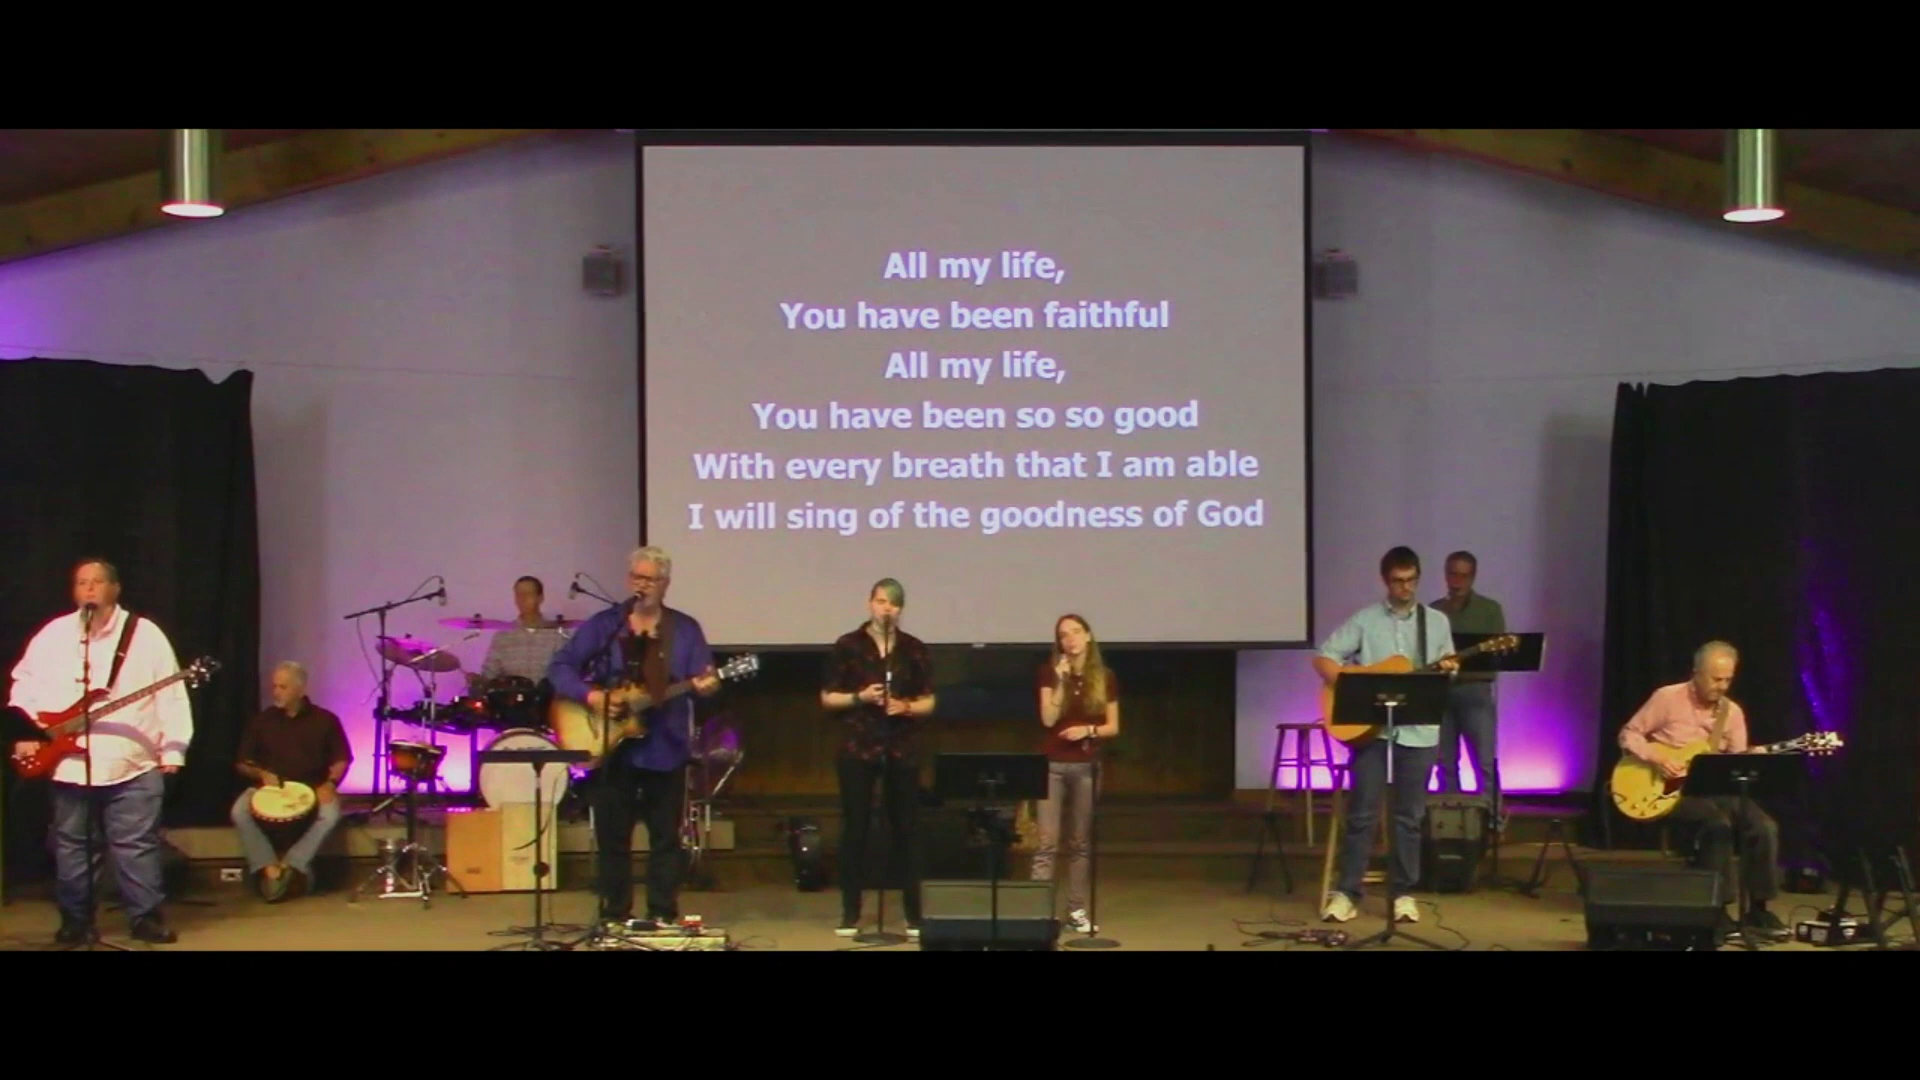 All my life,
You have been faithful
All my life,
You have been so so good
With every breath that I am able
I will sing of the goodness of God